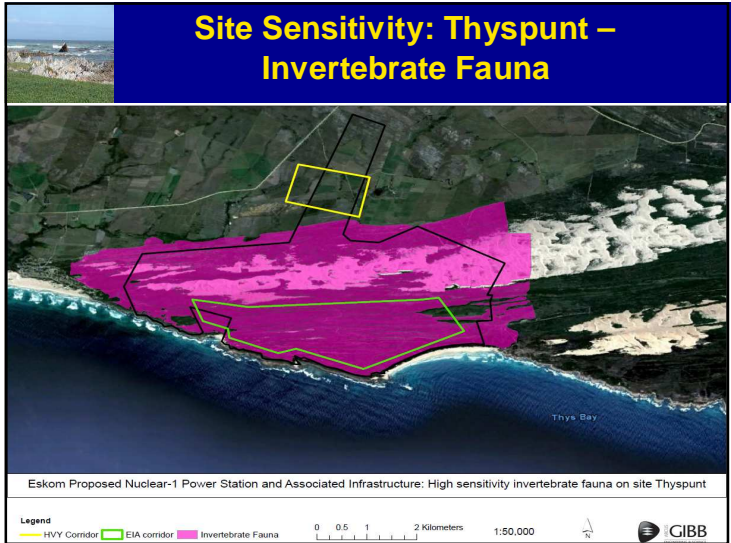 Site Sensitivity: Thyspunt –
Invertebrate Fauna
Thys Bay
Eskom Proposed Nuclear-1 Power Station and Associated Infrastructure: High sensitivity invertebrate fauna on site Thyspunt
Legend
HVY Corridor EIA corridor Invertebrate Fauna
0 0.5 1 2 Kilometers
1:50,000
N
GIBB